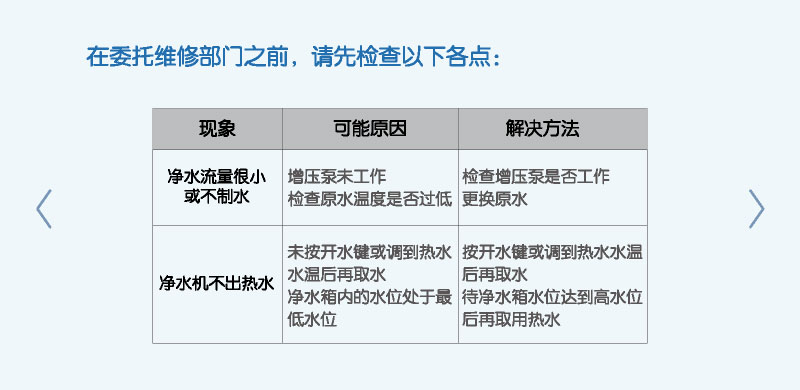 在委托维修部门之前，请先检查以下各点：
现象 可能原因 解决方法
净水流量很小
或不制水
增压泵未工作
检查原水温度是否过低
检查增压泵是否工作
更换原水
净水机不出热水
未按开水键或调到热水
水温后再取水
净水箱内的水位处于最
低水位
按开水键或调到热水水温
后再取水
待净水箱水位达到高水位
后再取用热水